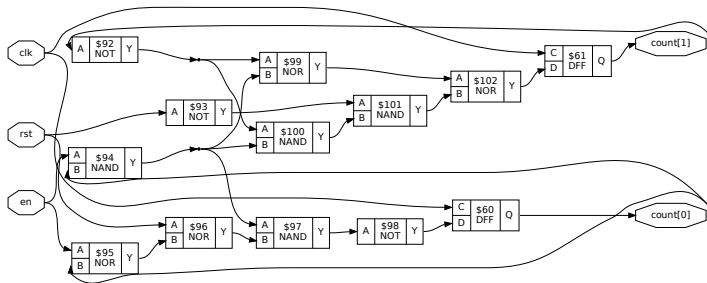 clk
rst
en
A $92 NOT Y
A $93 NOT Y
A B $94 NAND Y
A B $95 NOR Y
A B $96 NOR Y
A B $99 NOR Y
A B $100 NAND Y
A B $97 NAND Y
A B $101 NAND Y
A $98 NOT Y
A B $102 NOR Y
C D $60 DFF Q
C D $61 DFF Q
count[1]
count[0]